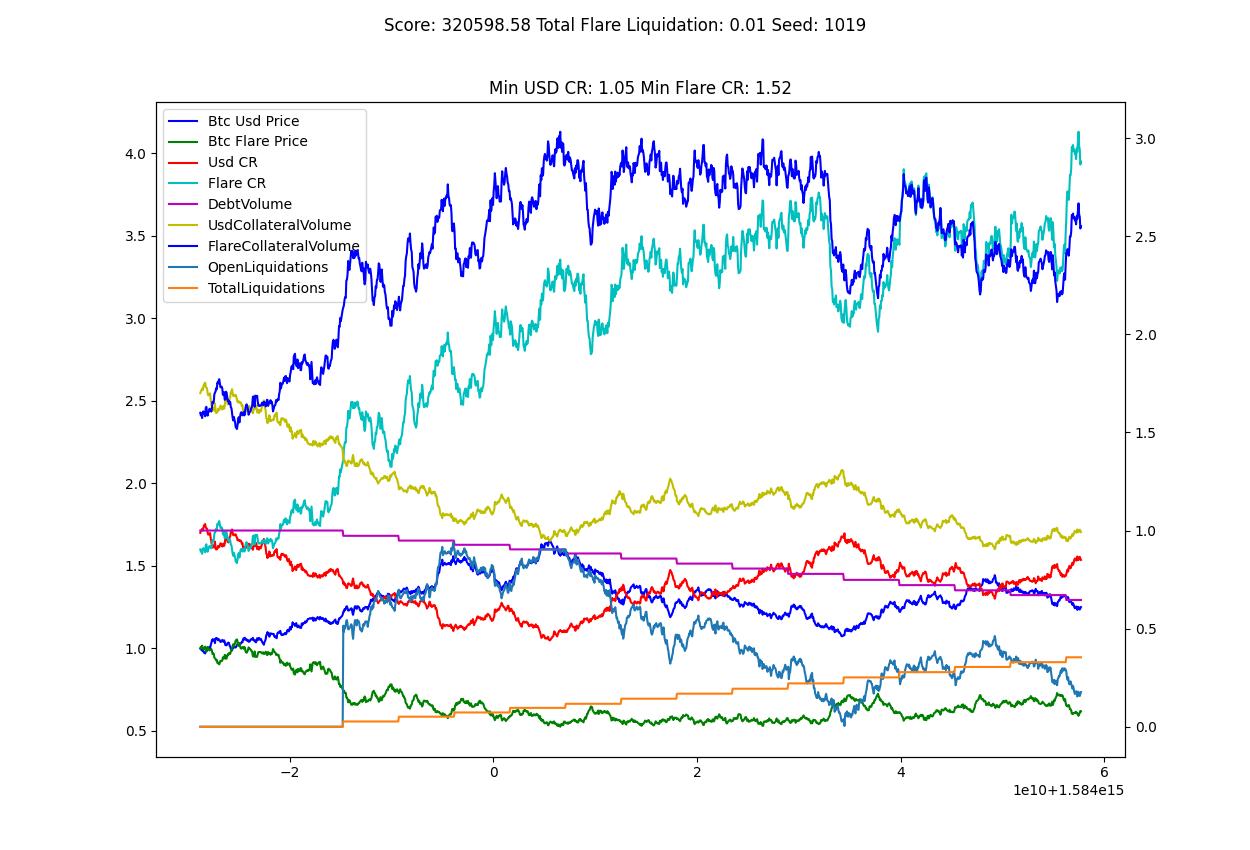 Score: 320598.58 Total Flare Liquidation: 0.01 Seed: 1019
Min USD CR: 1.05 Min Flare CR: 1.52
Btc Usd Price
Btc Flare Price
Usd CR
Flare CR
DebtVolume
UsdCollateralVolume
FlareCollateralVolume
OpenLiquidations
TotalLiquidations
4.0
3.5
3.0
2.5
2.0
1.5
1.0
0.5
3.0
2.5
2.0
1.5
1.0
0.5
0.0
−2 0 2 4 6
1e10+1.584e15